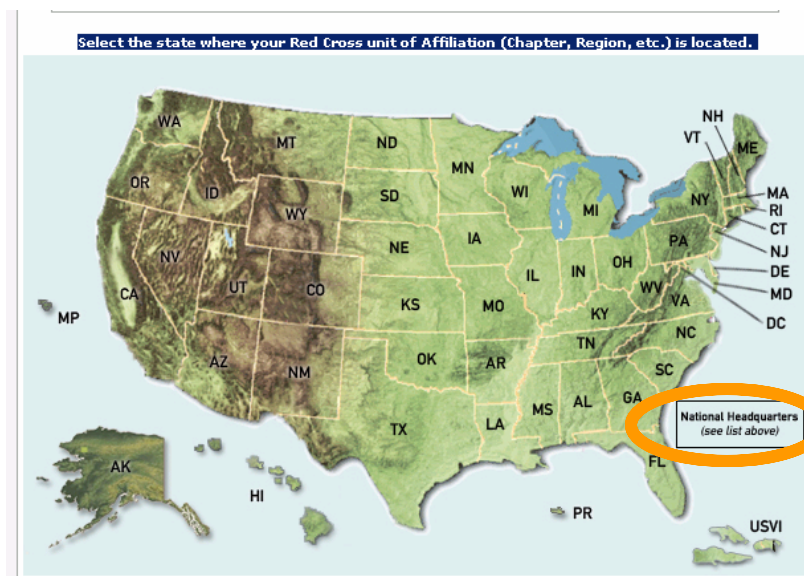 Select the state where your Red Cross unit of Affiliation (Chapter, Region, etc.) is located.
NH
WA
VT
MT
ND
ME
MN
OR
ID
SD
WI
NY
MA
MI
RI
WY
CT
IA
PA
NE
NV
NJ
OH
IL
IN
DE
UT
CO
WV
CA
MD
VA
KS
MO
KY
MP
DC
NC
TN
OK
AR
AZ
NM
SC
GA
AL
MS
National Headquarters
(see list above)
LA
TX
FL
AK
HI
PR
USVI